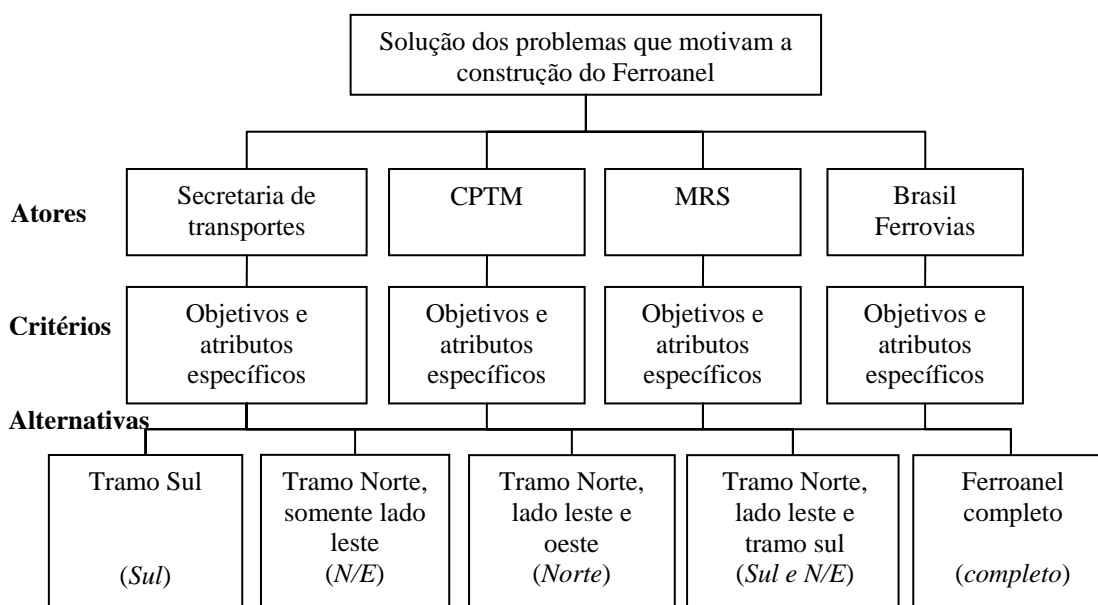 Solução dos problemas que motivam a
construção do Ferroanel
Atores
Secretaria de
transportes
CPTM
MRS
Brasil
Ferrovias
Critérios
Objetivos e
atributos
específicos
Objetivos e
atributos
específicos
Objetivos e
atributos
específicos
Objetivos e
atributos
específicos
Alternativas
Tramo Sul
(Sul)
Tramo Norte,
somente lado
leste
(N/E)
Tramo Norte,
lado leste e
oeste
(Norte)
Tramo Norte,
lado leste e
tramo sul
(Sul e N/E)
Ferroanel
completo
(completo)